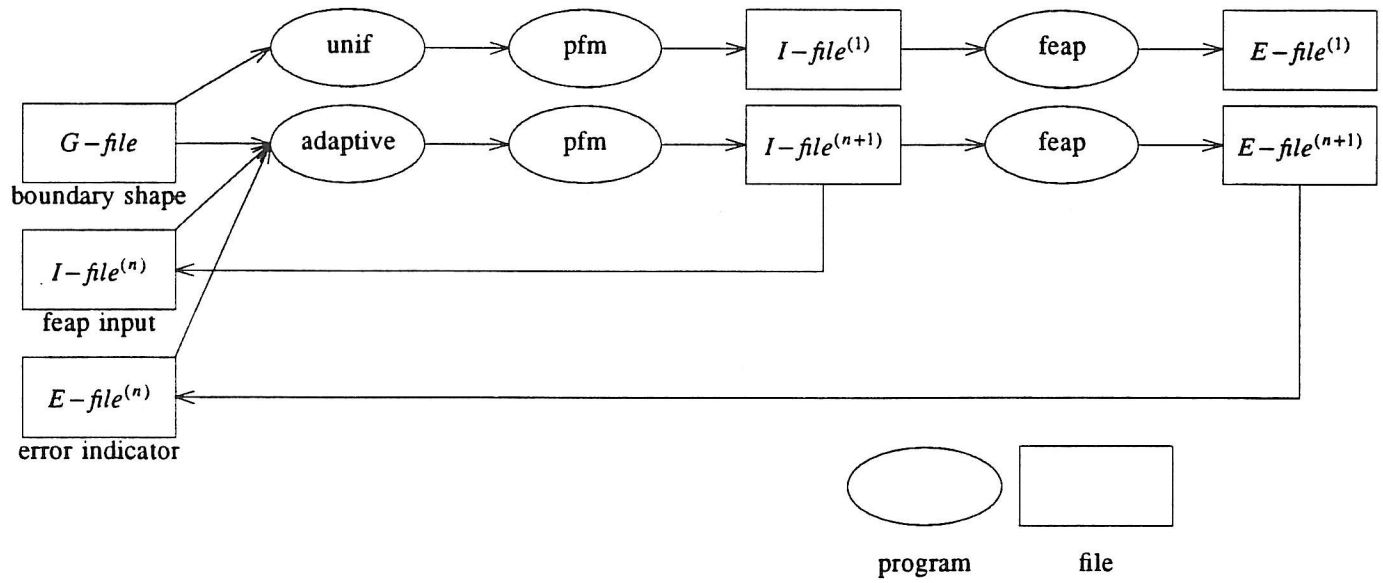 unif
pfm
I−file^(1)
feap
E−file^(1)
G−file
boundary shape
adaptive
pfm
I−file^(n+1)
feap
E−file^(n+1)
I−file^(n)
feap input
E−file^(n)
error indicator
program
file